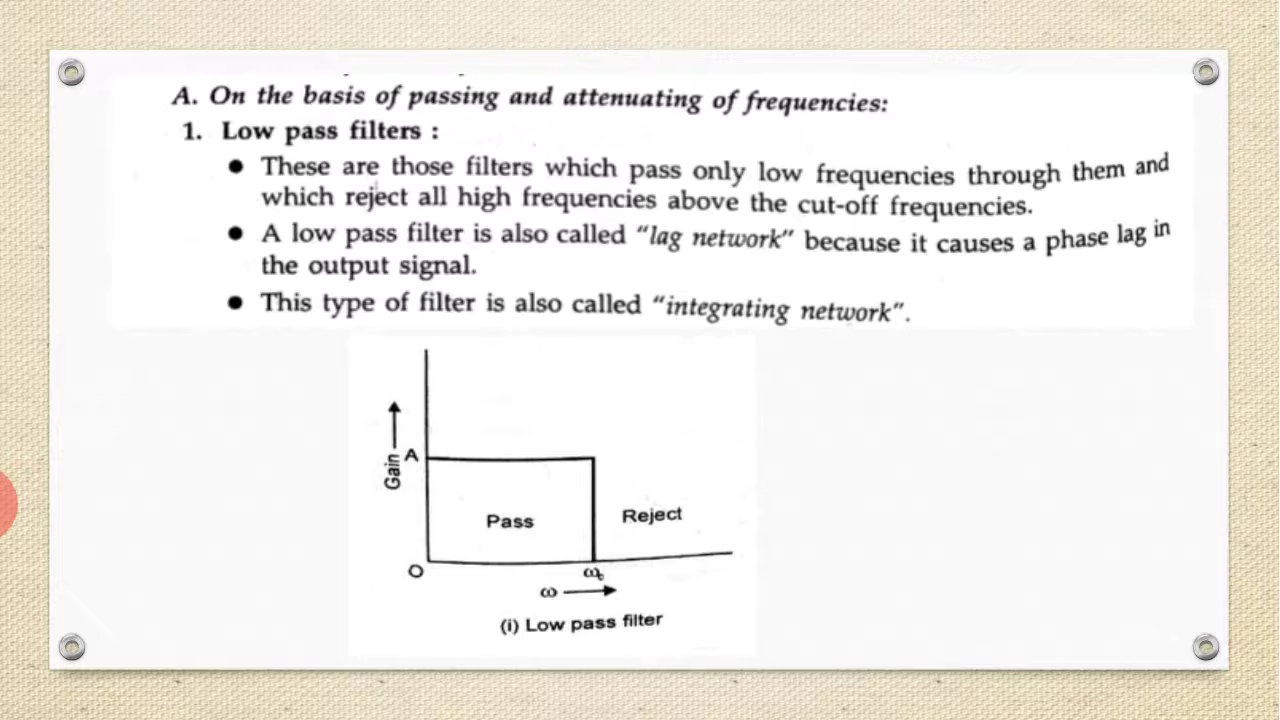 A. On the basis of passing and attenuating of frequencies:
1. Low pass filters :
● These are those filters which pass only low frequencies through them and
which reject all high frequencies above the cut-off frequencies.
● A low pass filter is also called “lag network” because it causes a phase lag in
the output signal.
● This type of filter is also called “integrating network”.
Gain
A
Pass
Reject
O
ω
(i) Low pass filter